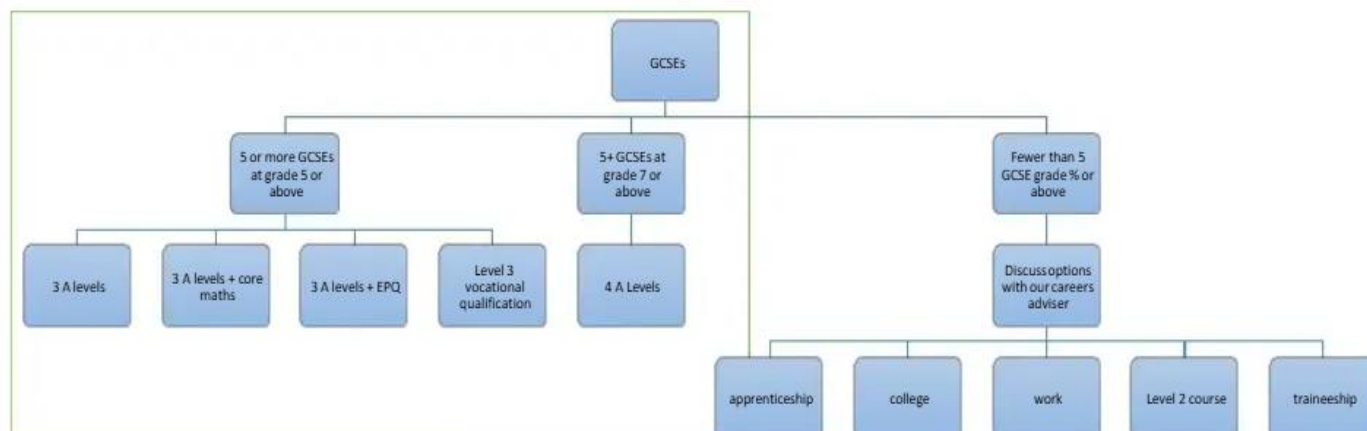 GCSEs
5 or more GCSEs
at grade 5 or
above
5+ GCSEs at
grade 7 or
above
Fewer than 5
GCSE grade % or
above
3 A levels
3 A levels + core
maths
3 A levels + EPQ
Level 3
vocational
qualification
4 A Levels
Discuss options
with our careers
adviser
apprenticeship
college
work
Level 2 course
traineeship